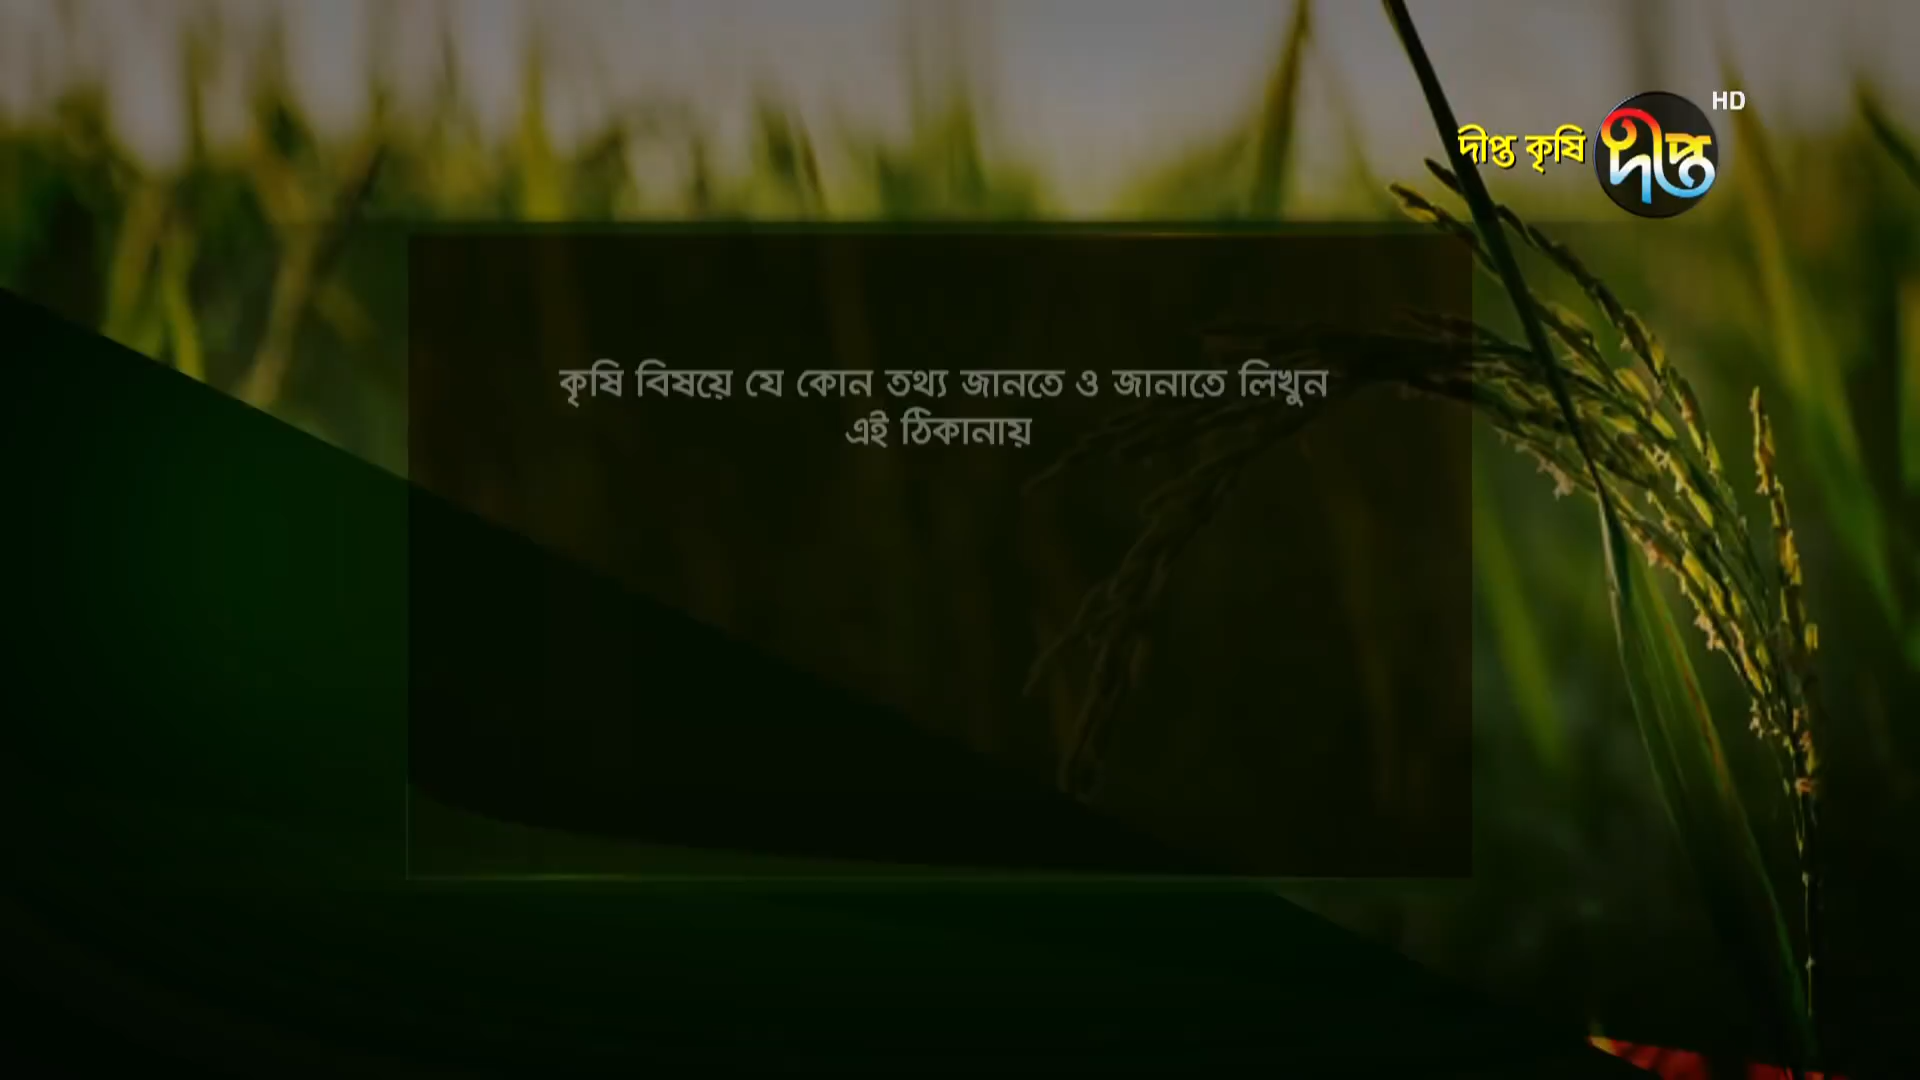 HD
দীপ্ত কৃষি দীপ্ত
কৃষি বিষয়ে যে কোন তথ্য জানতে ও জানাতে লিখুন
এই ঠিকানায়